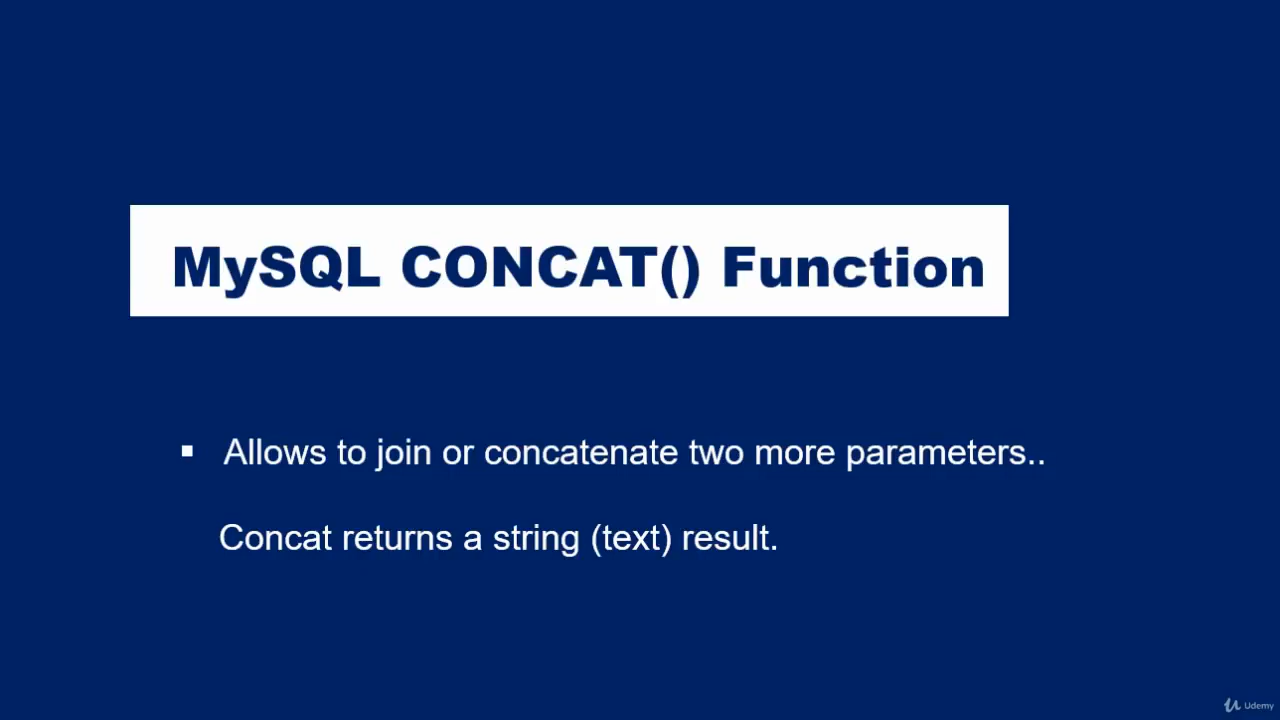 MySQL CONCAT() Function
▪ Allows to join or concatenate two more parameters..
Concat returns a string (text) result.
Udemy